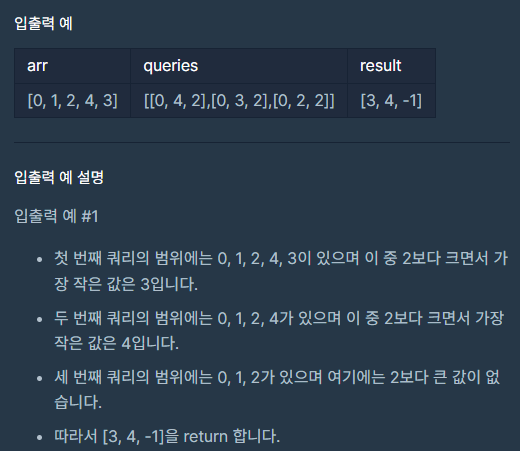 입출력 예
arr queries result
[0, 1, 2, 4, 3] [[0, 4, 2],[0, 3, 2],[0, 2, 2]] [3, 4, -1]
입출력 예 설명
입출력 예 #1
• 첫 번째 쿼리의 범위에는 0, 1, 2, 4, 3이 있으며 이 중 2보다 크면서 가
장 작은 값은 3입니다.
• 두 번째 쿼리의 범위에는 0, 1, 2, 4가 있으며 이 중 2보다 크면서 가장
작은 값은 4입니다.
• 세 번째 쿼리의 범위에는 0, 1, 2가 있으며 여기에는 2보다 큰 값이 없
습니다.
• 따라서 [3, 4, -1]을 return 합니다.